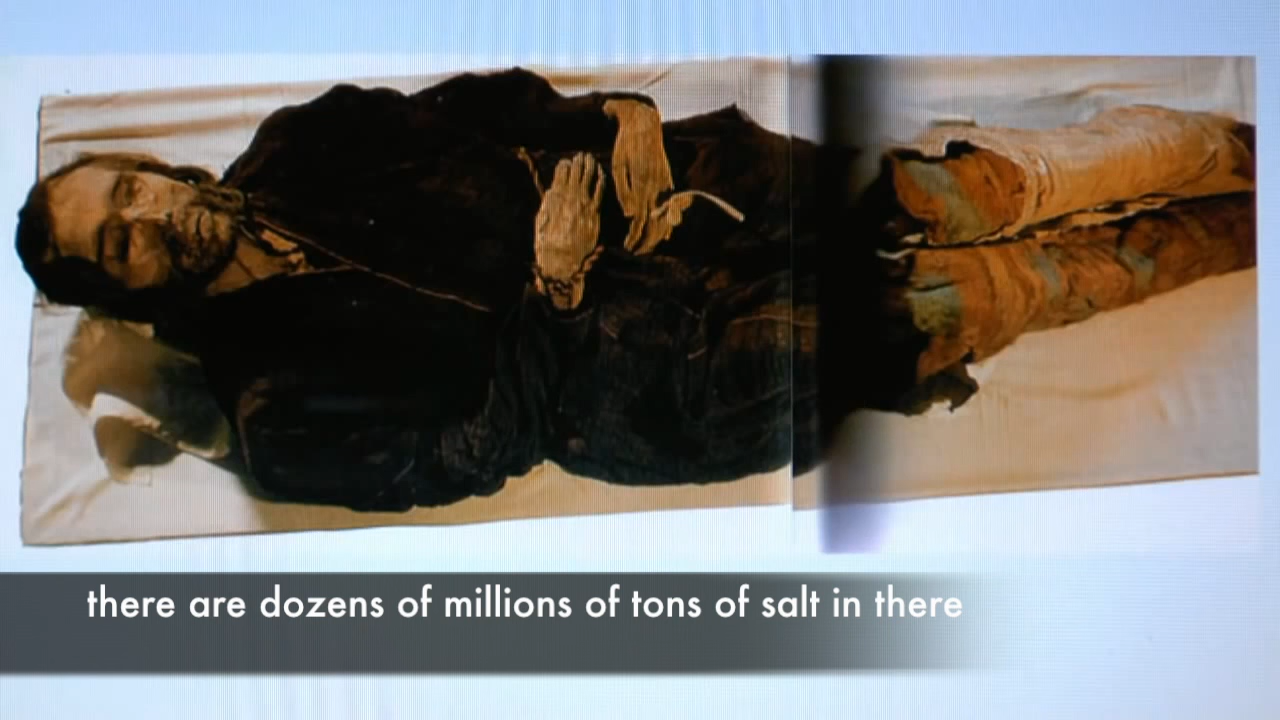 there are dozens of millions of tons of salt in there